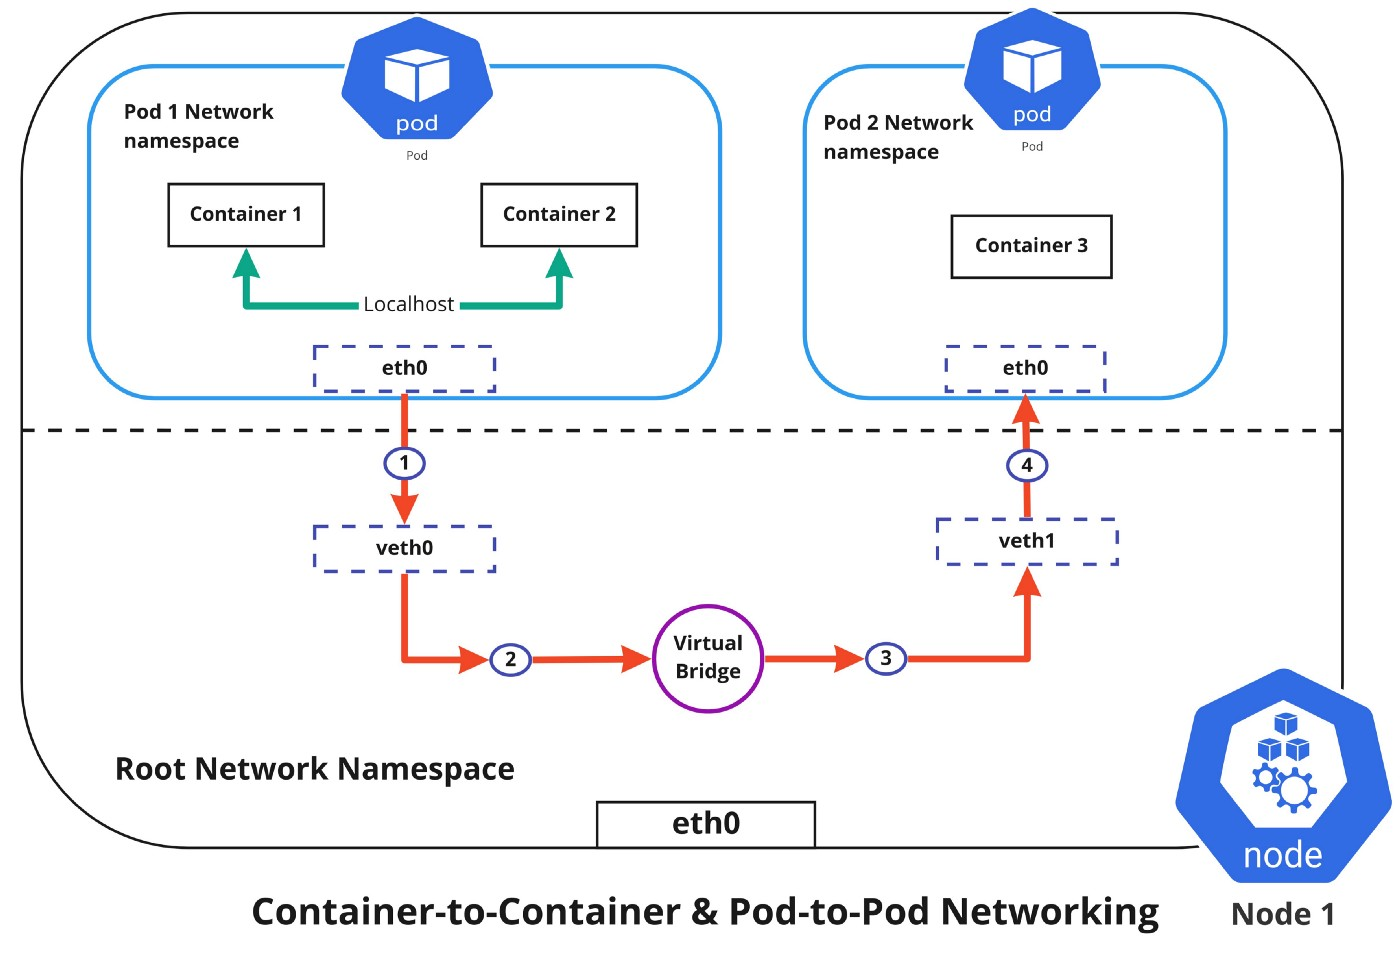 pod
Pod
Pod 1 Network
namespace
Container 1
Container 2
Localhost
eth0
pod
Pod
Pod 2 Network
namespace
Container 3
eth0
1
4
veth0
veth1
2
Virtual
Bridge
3
Root Network Namespace
eth0
node
Container-to-Container & Pod-to-Pod Networking
Node 1